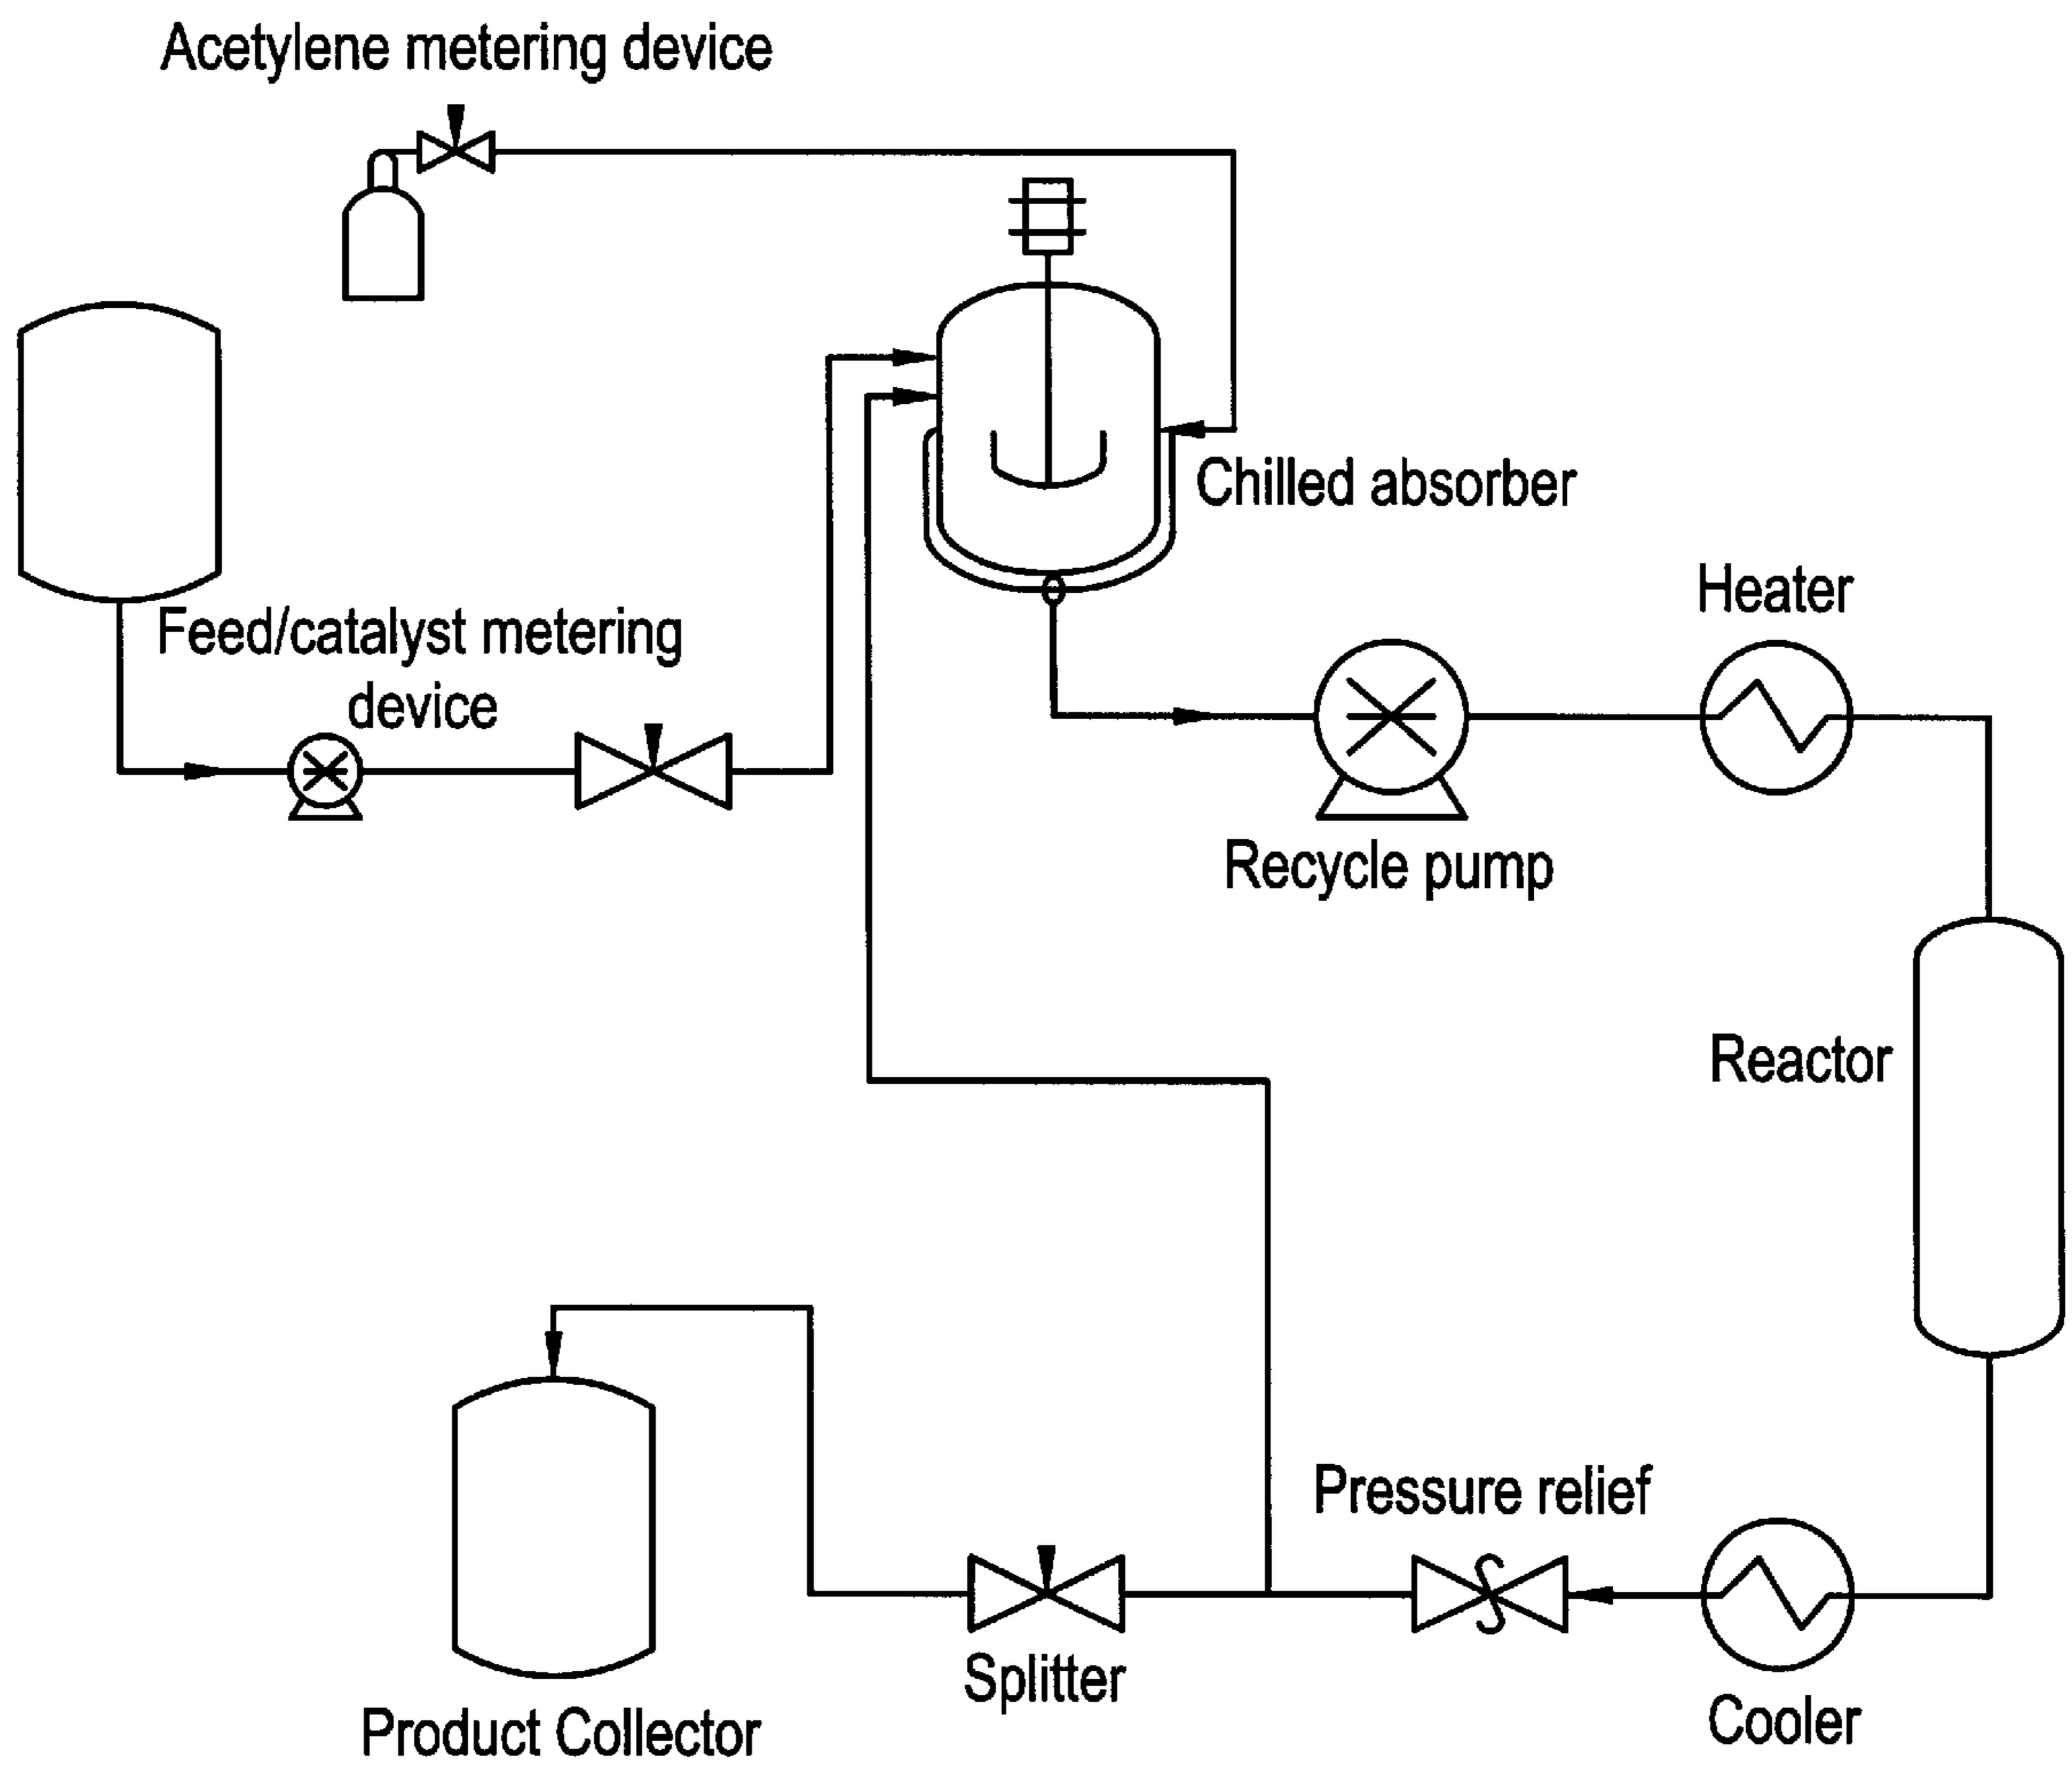 Acetylene metering device
Chilled absorber
Heater
Feed/catalyst metering
device
Recycle pump
Reactor
Pressure relief
Splitter
Cooler
Product Collector